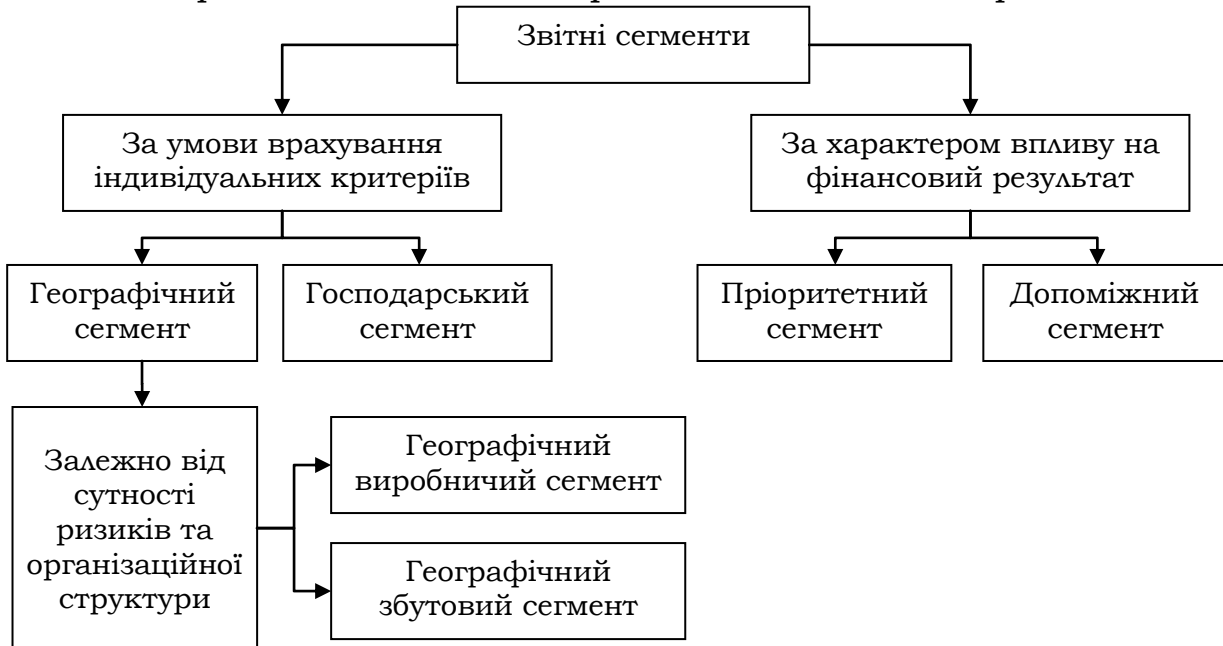 Звітні сегменти
За умови врахування
індивідуальних критеріїв
За характером впливу на
фінансовий результат
Географічний
сегмент
Господарський
сегмент
Пріоритетний
сегмент
Допоміжний
сегмент
Залежно від
сутності
ризиків та
організаційної
структури
Географічний
виробничий сегмент
Географічний
збутовий сегмент